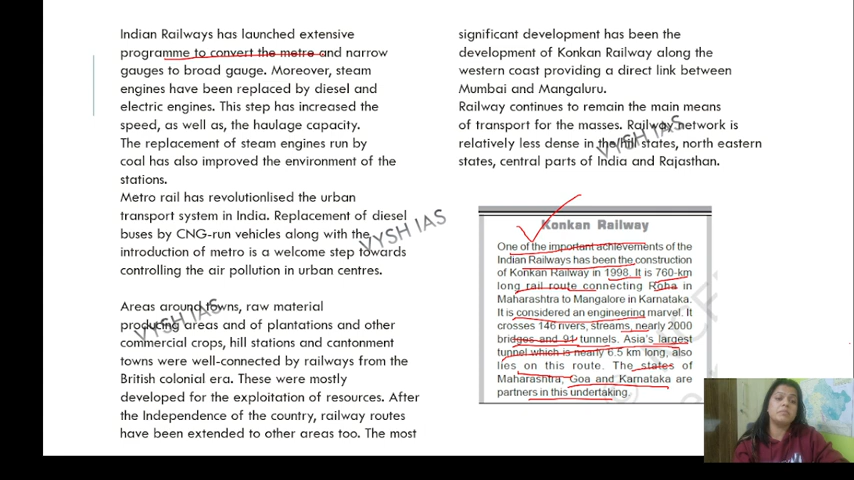 Indian Railways has launched extensive
programme to convert the metre and narrow
gauges to broad gauge. Moreover, steam
engines have been replaced by diesel and
electric engines. This step has increased the
speed, as well as, the haulage capacity.
The replacement of steam engines run by
coal has also improved the environment of the
stations.
Metro rail has revolutionlised the urban
transport system in India. Replacement of diesel
buses by CNG-run vehicles along with the
introduction of metro is a welcome step towards
controlling the air pollution in urban centres.
Areas around towns, raw material
producing areas and of plantations and other
commercial crops, hill stations and cantonment
towns were well-connected by railways from the
British colonial era. These were mostly
developed for the exploitation of resources. After
the Independence of the country, railway routes
have been extended to other areas too. The most
significant development has been the
development of Konkan Railway along the
western coast providing a direct link between
Mumbai and Mangaluru.
Railway continues to remain the main means
of transport for the masses. Railway network is
relatively less dense in the hill states, north eastern
states, central parts of India and Rajasthan.
Konkan Railway
One of the important achievements of the
Indian Railways has been the construction
of Konkan Railway in 1998. It is 760-km
long rail route connecting Roha in
Maharashtra to Mangalore in Karnataka.
It is considered an engineering marvel. It
crosses 146 rivers, streams, nearly 2000
bridges and 91 tunnels. Asia's largest
tunnel which is nearly 6.5 km long, also
lies on this route. The states of
Maharashtra, Goa and Karnataka are
partners in this undertaking.
VYSH IAS
VYSH IAS
VYSH IAS